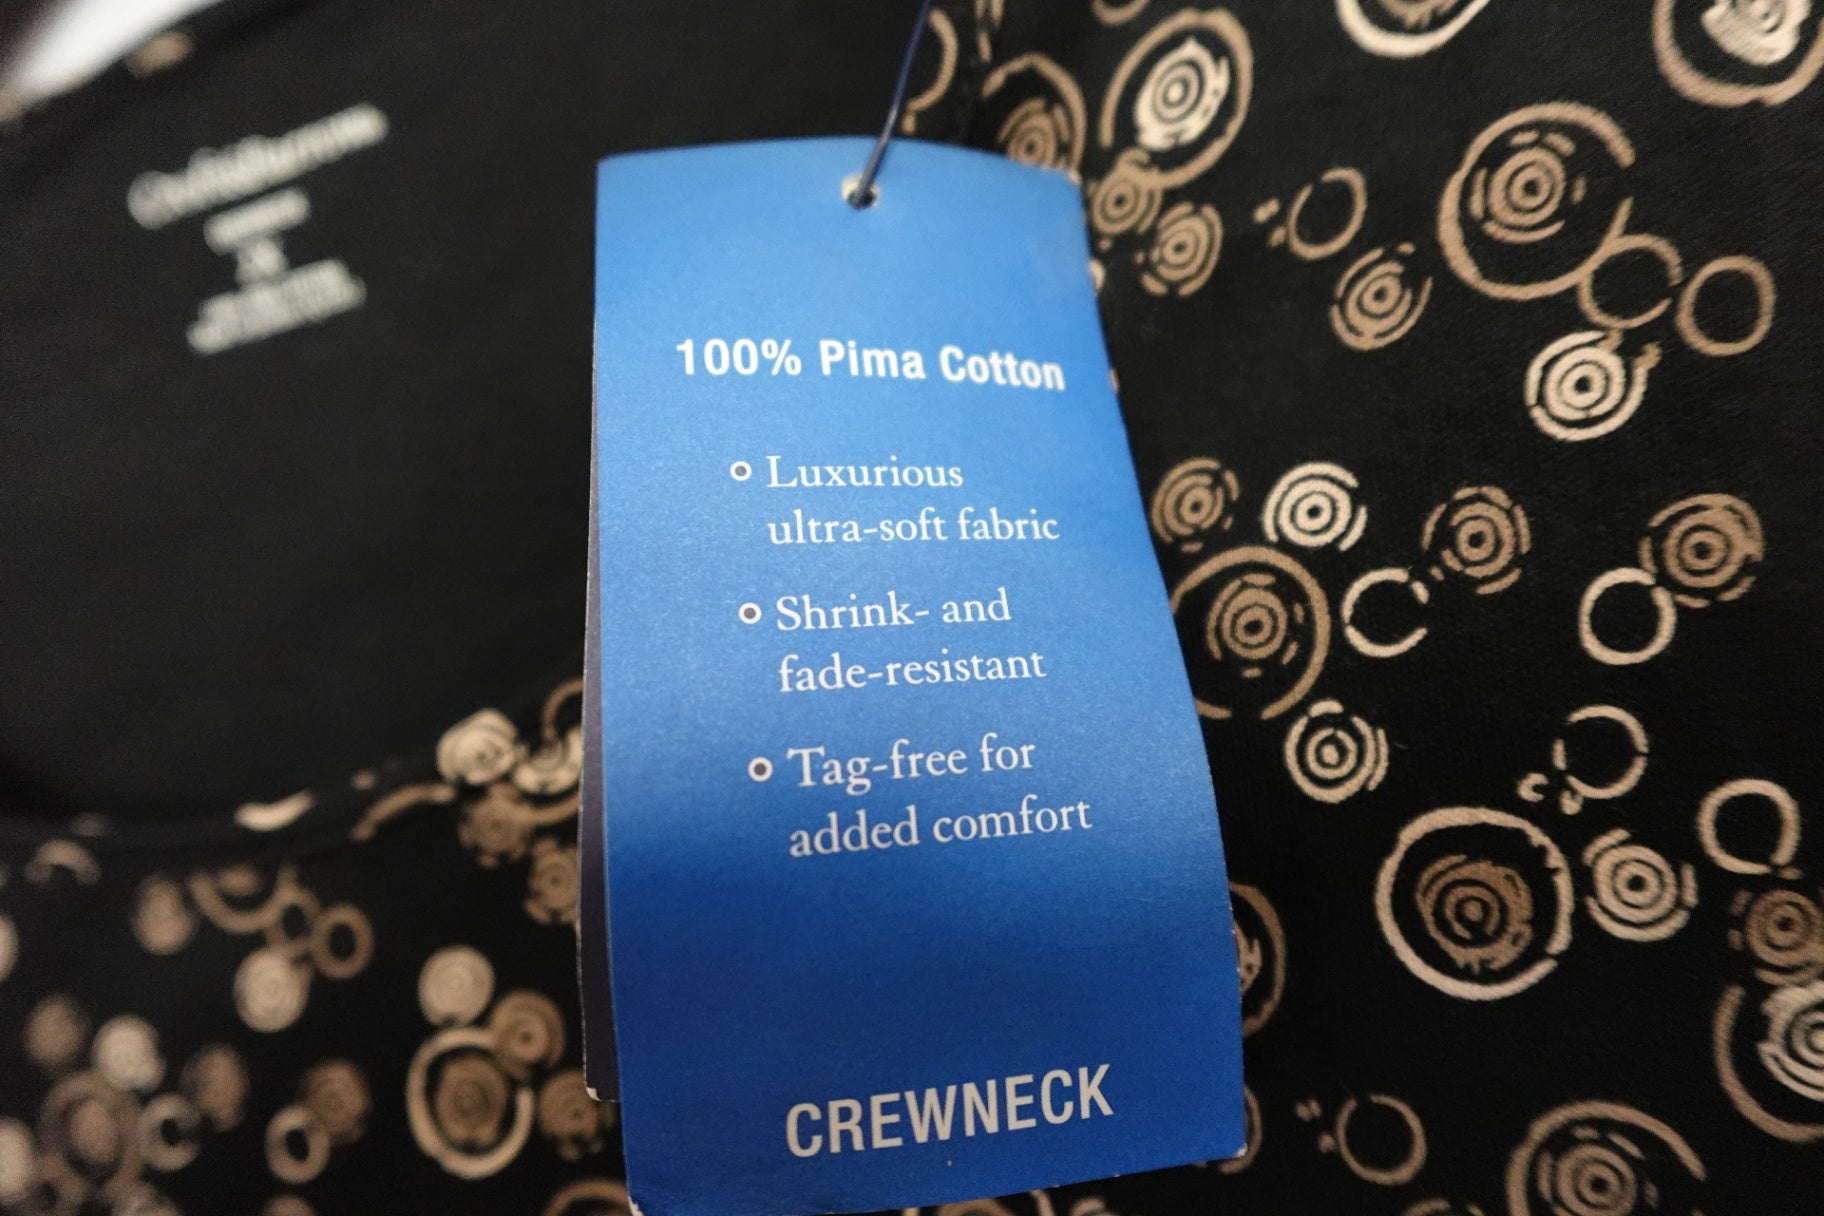 100% Pima Cotton
Luxurious
ultra-soft fabric
Shrink- and
fade-resistant
Tag-free for
added comfort
CREWNECK